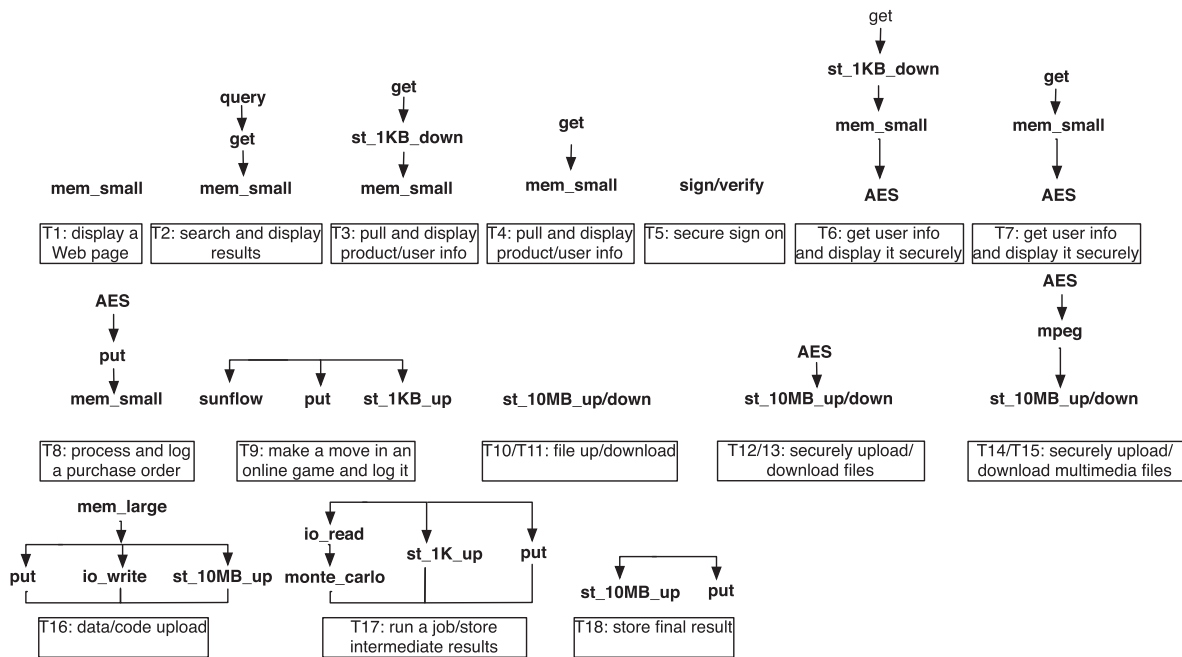 query
get
mem_small
get
st_1KB_down
mem_small
get
mem_small
get
st_1KB_down
mem_small
AES
get
mem_small
AES
mem_small
sign/verify
T1: display a
Web page
T2: search and display
results
T3: pull and display
product/user info
T4: pull and display
product/user info
T5: secure sign on
T6: get user info
and display it securely
T7: get user info
and display it securely
AES
put
mem_small
sunflow
put
st_1KB_up
st_10MB_up/down
AES
st_10MB_up/down
AES
mpeg
st_10MB_up/down
T8: process and log
a purchase order
T9: make a move in an
online game and log it
T10/T11: file up/download
T12/13: securely upload/
download files
T14/T15: securely upload/
download multimedia files
mem_large
put
io_write
st_10MB_up
io_read
monte_carlo
st_1K_up
put
st_10MB_up
put
T16: data/code upload
T17: run a job/store
intermediate results
T18: store final result